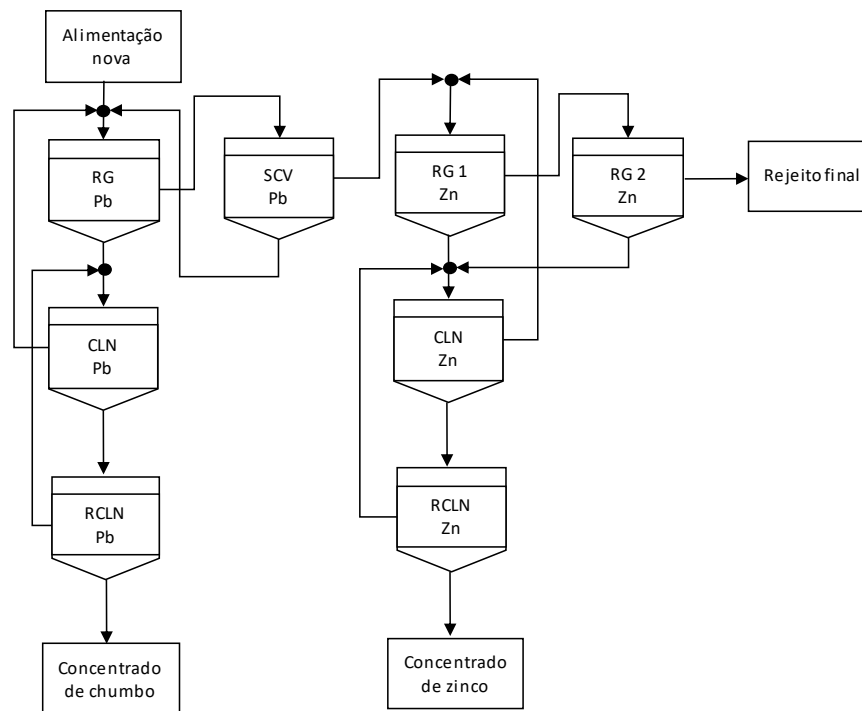 Alimentação
nova
RG
Pb
SCV
Pb
RG 1
Zn
RG 2
Zn
Rejeito final
CLN
Pb
CLN
Zn
RCLN
Pb
RCLN
Zn
Concentrado
de chumbo
Concentrado
de zinco